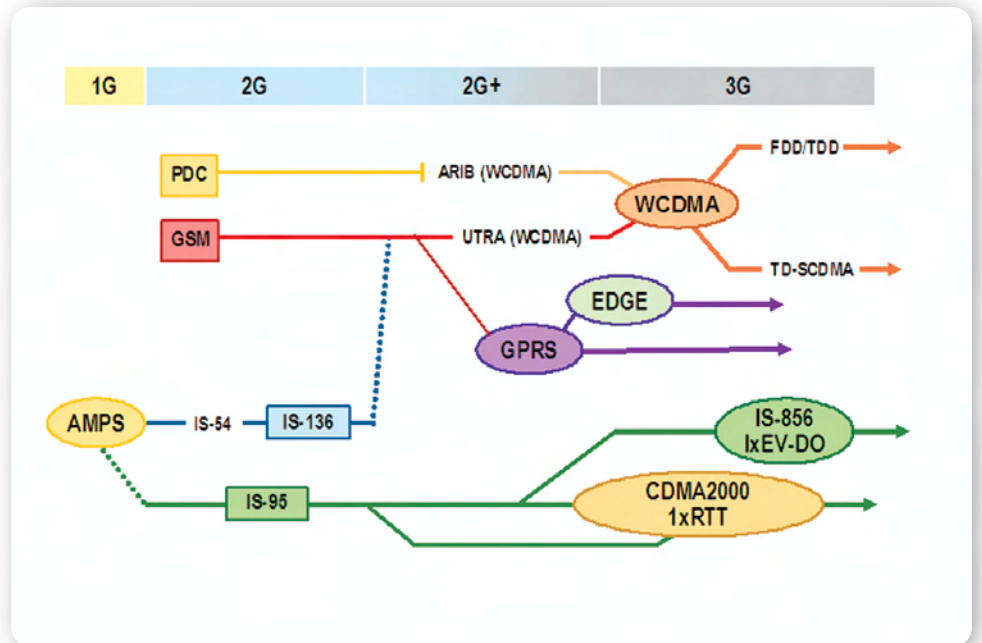 1G 2G 2G+ 3G
FDD/TDD
PDC ARIB (WCDMA)
WCDMA
GSM UTRA (WCDMA)
TD-SCDMA
EDGE
GPRS
AMPS IS-54 IS-136
IS-856
IxEV-DO
IS-95
CDMA2000
1xRTT